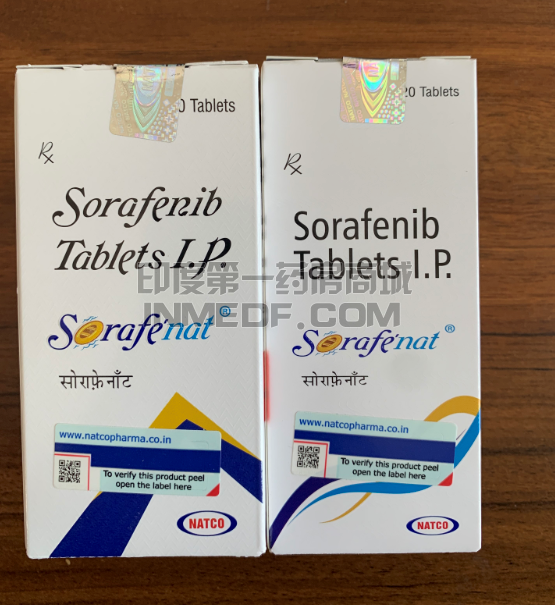 0 Tablets
Rx
Sorafenib
Tablets I.P.
Sorafenat®
सोराफ़ेनॉट
www.natcopharma.co.in
To verify this product peel
open the label here
NATCO
20 Tablets
Rx
Sorafenib
Tablets I.P.
Sorafenat®
सोराफ़ेनॉट
www.natcopharma.co.in
To verify this product peel
open the label here
NATCO
印度第一药房商城
INMEDF.COM